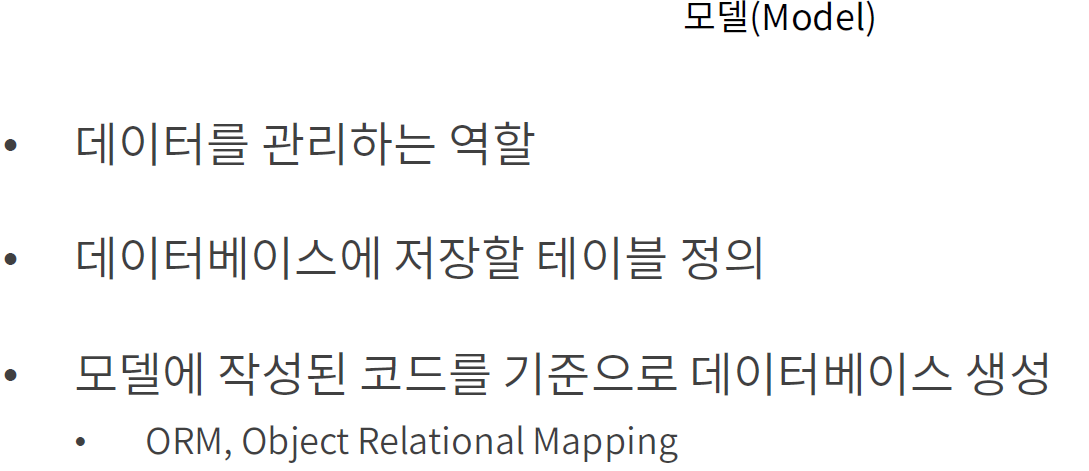 모델(Model)
• 데이터를 관리하는 역할
• 데이터베이스에 저장할 테이블 정의
• 모델에 작성된 코드를 기준으로 데이터베이스 생성
• ORM, Object Relational Mapping